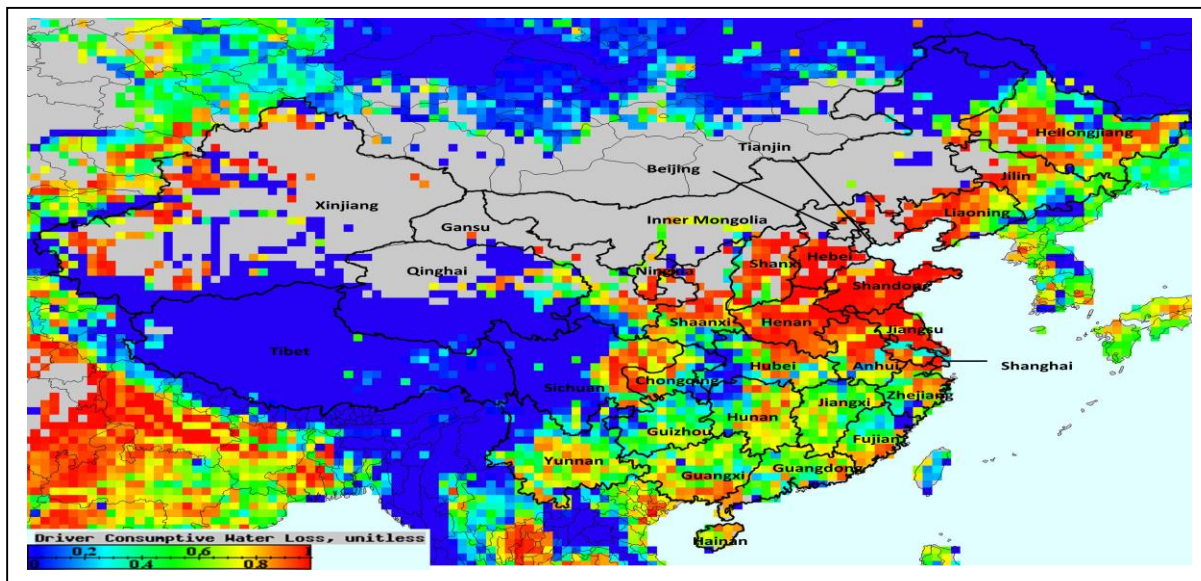 Heilongjiang
Tianjin
Beijing
Jilin
Xinjiang
Inner Mongolia
Liaoning
Gansu
Shanxi
Hebei
Qinghai
Ningxia
Shandong
Shaanxi
Henan
Jiangsu
Tibet
Hubei
Anhui
Shanghai
Sichuan
Chongqing
Zhejiang
Jiangxi
Hunan
Guizhou
Fujian
Yunnan
Guangxi
Guangdong
Hainan
Driver Consumptive Water Loss, unitless
0 0.2 0.4 0.6 0.8 1